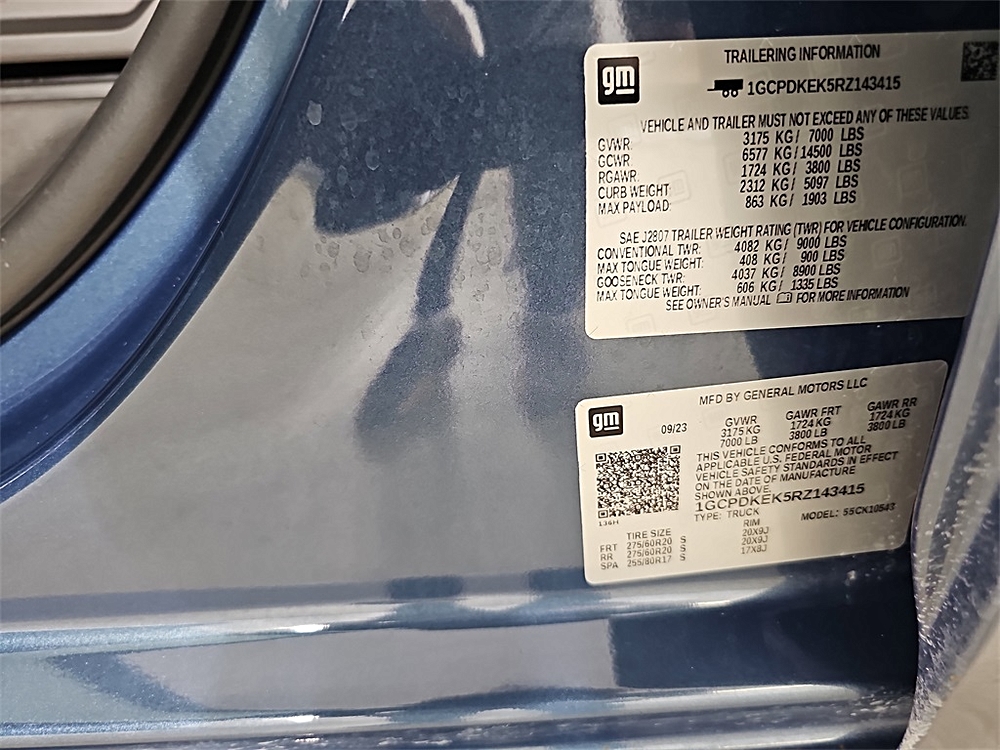 gm
TRAILERING INFORMATION
1GCPDKEK5RZ143415
VEHICLE AND TRAILER MUST NOT EXCEED ANY OF THESE VALUES
GVWR: 3175 KG / 7000 LBS
GCWR: 6577 KG / 14500 LBS
RGAWR: 1724 KG / 3800 LBS
CURB WEIGHT: 2312 KG / 5097 LBS
MAX PAYLOAD: 863 KG / 1903 LBS
SAE J2807 TRAILER WEIGHT RATING (TWR) FOR VEHICLE CONFIGURATION.
CONVENTIONAL TWR: 4082 KG / 9000 LBS
MAX TONGUE WEIGHT: 408 KG / 900 LBS
GOOSENECK TWR: 4037 KG / 8900 LBS
MAX TONGUE WEIGHT: 606 KG / 1335 LBS
SEE OWNER'S MANUAL FOR MORE INFORMATION
gm
MFD BY GENERAL MOTORS LLC
09/23 GVWR GAWR FRT GAWR RR
3175 KG 1724 KG 1724 KG
7000 LB 3800 LB 3800 LB
THIS VEHICLE CONFORMS TO ALL
APPLICABLE U.S. FEDERAL MOTOR
VEHICLE SAFETY STANDARDS IN EFFECT
ON THE DATE OF MANUFACTURE
SHOWN ABOVE.
1GCPDKEK5RZ143415
TYPE: TRUCK MODEL: 55CK10543
136H
TIRE SIZE RIM
FRT 275/60R20 S 20X9J
RR 275/60R20 S 20X9J
SPA 255/80R17 S 17X8J